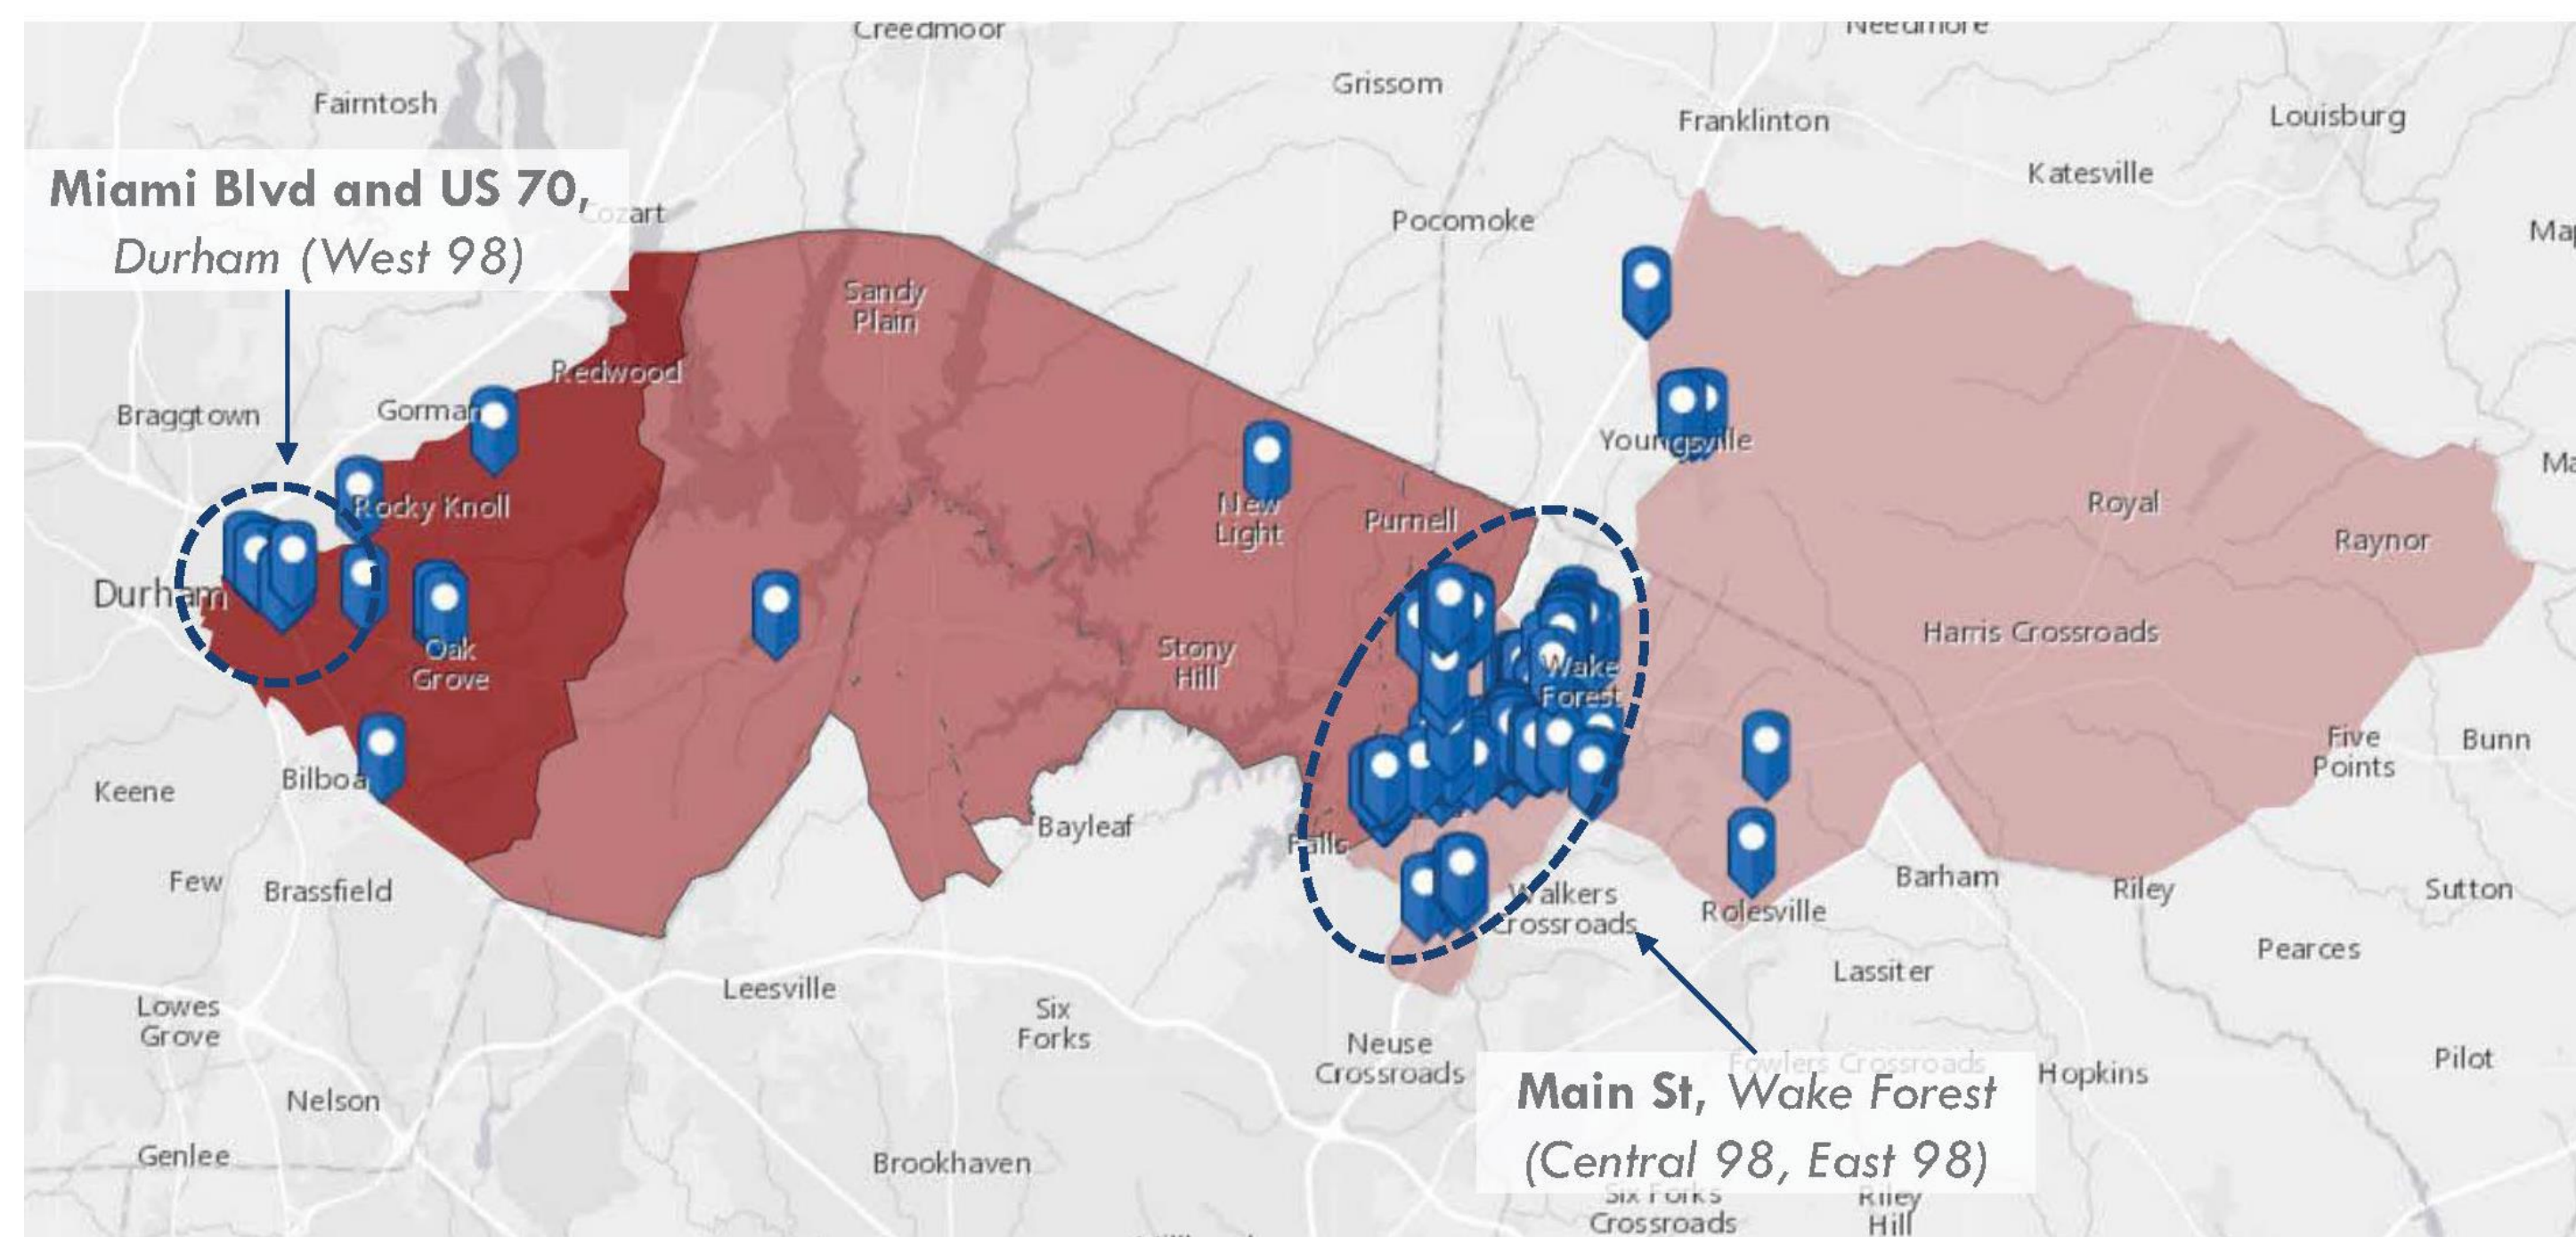 Creedmoor
Needmore
Grissom
Fairntosh
Franklinton
Louisburg
Katesville
Miami Blvd and US 70,
Durham (West 98)
Cozart
Pocomoke
Sandy
Plain
Redwood
Braggtown
Gorman
Youngsville
Rocky Knoll
New
Light
Purnell
Royal
Raynor
Durham
Oak
Grove
Stony
Hill
Wake
Forest
Harris Crossroads
Five
Points
Bunn
Keene
Bilboa
Bayleaf
Falls
Few
Brassfield
Walkers
Crossroads
Rolesville
Barham
Riley
Sutton
Pearces
Lassiter
Leesville
Lowes
Grove
Six
Forks
Neuse
Crossroads
Fowlers Crossroads
Hopkins
Pilot
Nelson
Main St, Wake Forest
(Central 98, East 98)
Genlee
Brookhaven
Six Forks
Crossroads
Riley
Hill